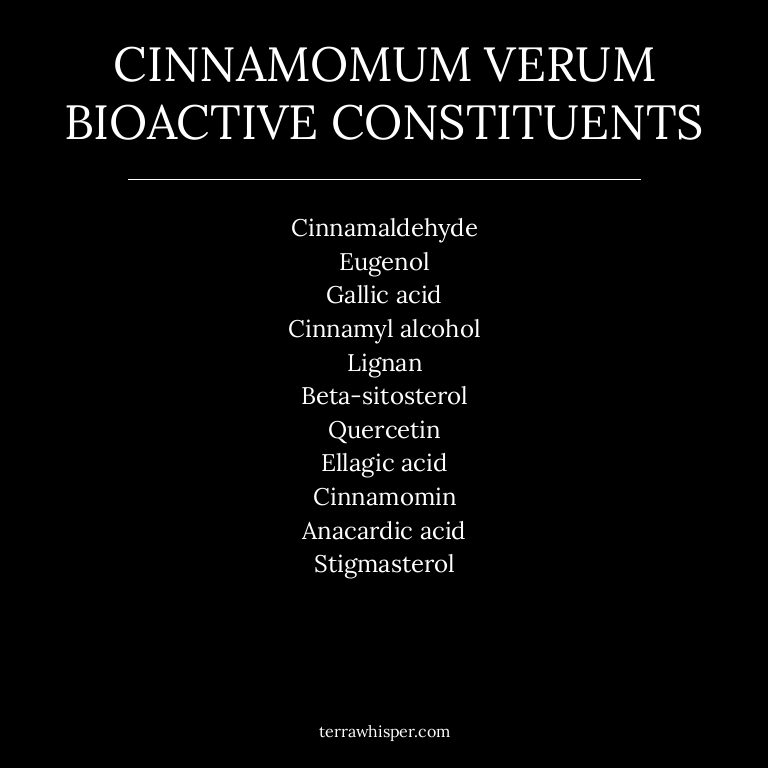 CINNAMOMUM VERUM
BIOACTIVE CONSTITUENTS
Cinnamaldehyde
Eugenol
Gallic acid
Cinnamyl alcohol
Lignan
Beta-sitosterol
Quercetin
Ellagic acid
Cinnamomin
Anacardic acid
Stigmasterol
terrawhisper.com